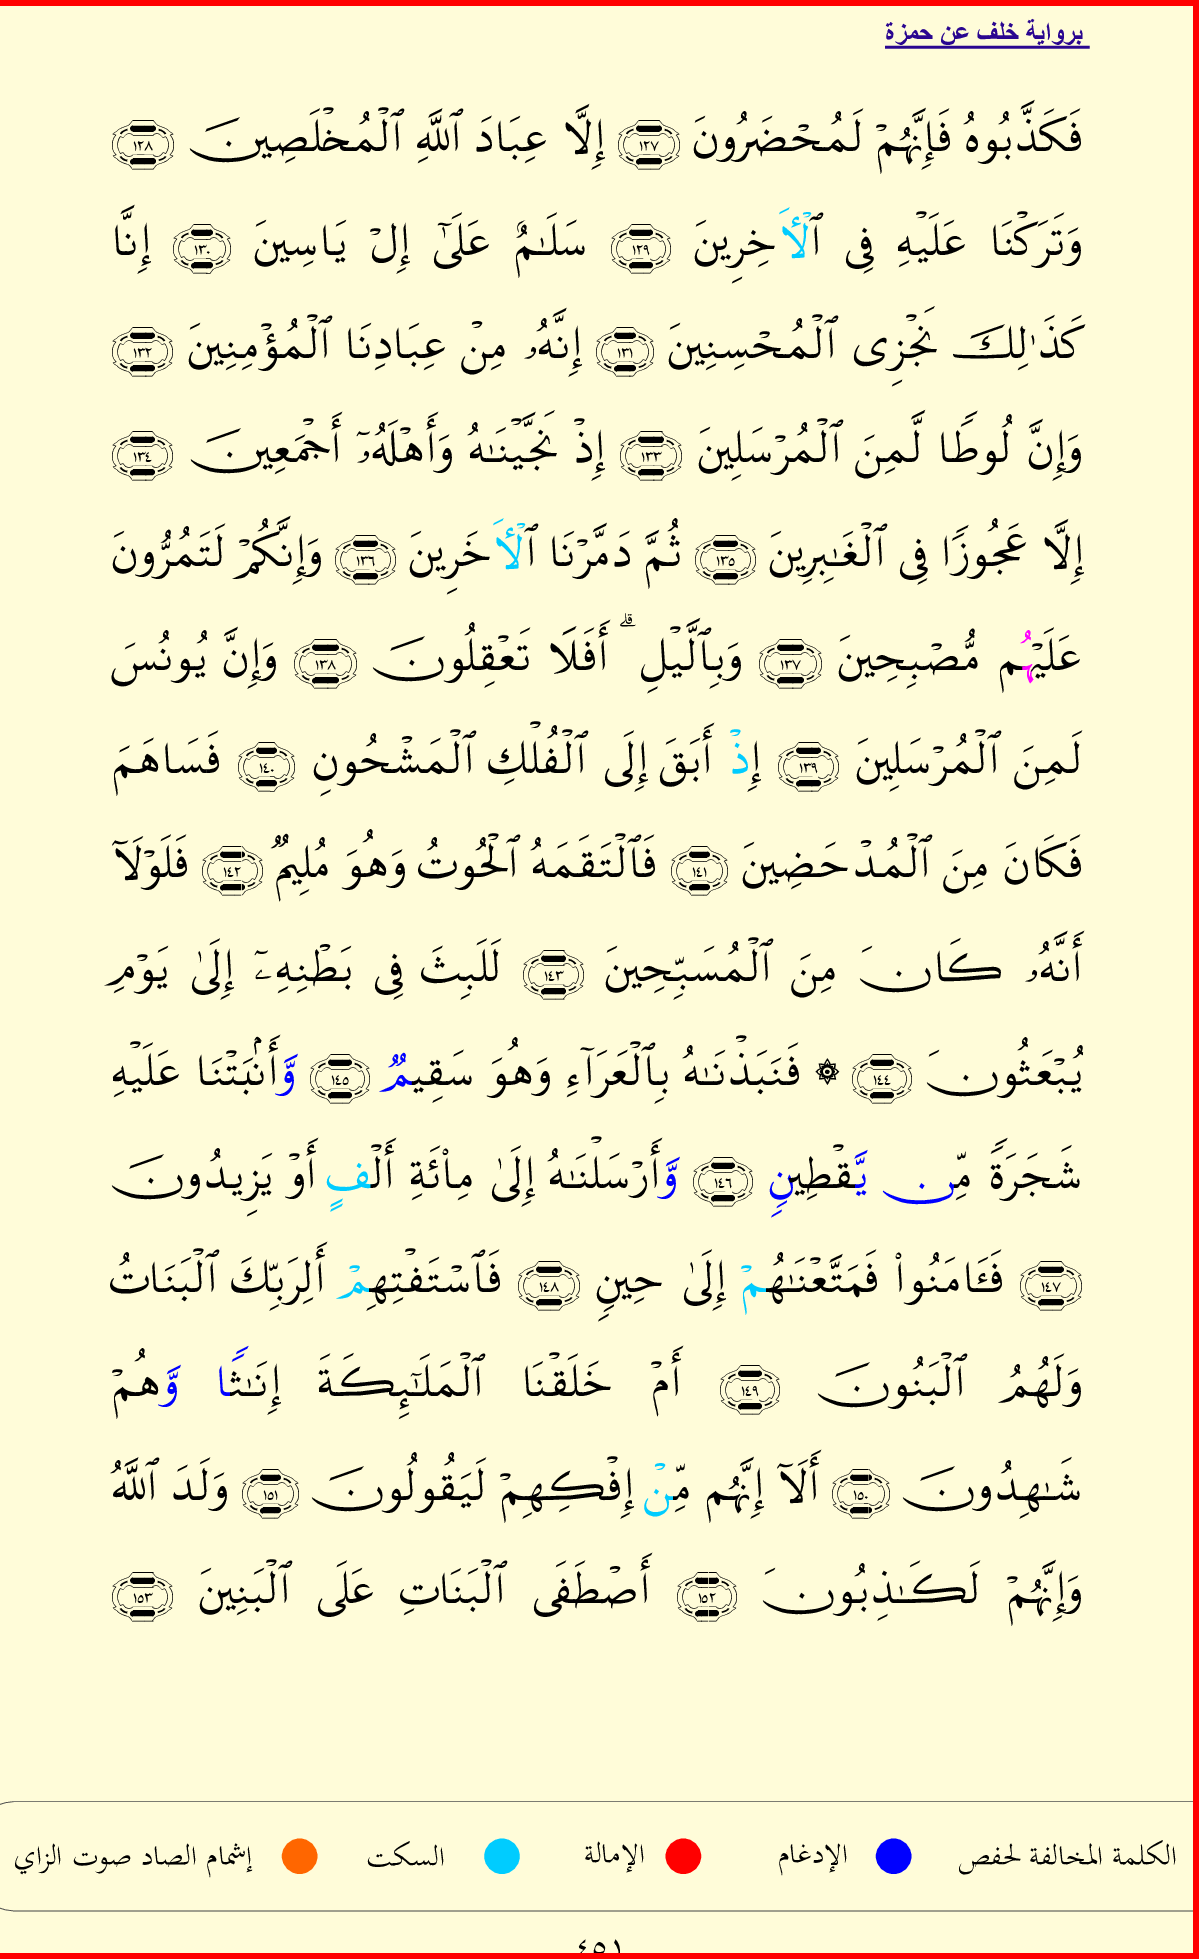 برواية خلف عن حمزة
فَكَذَّبُوهُ فَإِنَّهُمْ لَمُحْضَرُونَ ١٢٧ إِلَّا عِبَادَ ٱللَّهِ ٱلْمُخْلَصِينَ ١٢٨
وَتَرَكْنَا عَلَيْهِ فِى ٱلْأَخِرِينَ ١٢٩ سَلَـٰمٌ عَلَىٰٓ إِلْ يَاسِينَ ١٣٠ إِنَّا
كَذَٰلِكَ نَجْزِى ٱلْمُحْسِنِينَ ١٣١ إِنَّهُۥ مِنْ عِبَادِنَا ٱلْمُؤْمِنِينَ ١٣٢
وَإِنَّ لُوطًا لَّمِنَ ٱلْمُرْسَلِينَ ١٣٣ إِذْ نَجَّيْنَـٰهُ وَأَهْلَهُۥٓ أَجْمَعِينَ ١٣٤
إِلَّا عَجُوزًا فِى ٱلْغَـٰبِرِينَ ١٣٥ ثُمَّ دَمَّرْنَا ٱلْأَخَرِينَ ١٣٦ وَإِنَّكُمْ لَتَمُرُّونَ
عَلَيْهُم مُّصْبِحِينَ ١٣٧ وَبِٱلَّيْلِ ۗ أَفَلَا تَعْقِلُونَ ١٣٨ وَإِنَّ يُونُسَ
لَمِنَ ٱلْمُرْسَلِينَ ١٣٩ إِذْ أَبَقَ إِلَى ٱلْفُلْكِ ٱلْمَشْحُونِ ١٤٠ فَسَاهَمَ
فَكَانَ مِنَ ٱلْمُدْحَضِينَ ١٤١ فَٱلْتَقَمَهُ ٱلْحُوتُ وَهُوَ مُلِيمٌ ١٤٢ فَلَوْلَآ
أَنَّهُۥ كَانَ مِنَ ٱلْمُسَبِّحِينَ ١٤٣ لَلَبِثَ فِى بَطْنِهِۦٓ إِلَىٰ يَوْمِ
يُبْعَثُونَ ١٤٤ ۞ فَنَبَذْنَـٰهُ بِٱلْعَرَآءِ وَهُوَ سَقِيمٌ ١٤٥ وَّأَنۢبَتْنَا عَلَيْهِ
شَجَرَةً مِّن يَّقْطِينٍ ١٤٦ وَّأَرْسَلْنَـٰهُ إِلَىٰ مِا۟ئَةِ أَلْفٍ أَوْ يَزِيدُونَ
١٤٧ فَـَٔامَنُوا۟ فَمَتَّعْنَـٰهُمْ إِلَىٰ حِينٍ ١٤٨ فَٱسْتَفْتِهِمْ أَلِرَبِّكَ ٱلْبَنَاتُ
وَلَهُمُ ٱلْبَنُونَ ١٤٩ أَمْ خَلَقْنَا ٱلْمَلَـٰٓئِكَةَ إِنَـٰثًا وَّهُمْ
شَـٰهِدُونَ ١٥٠ أَلَآ إِنَّهُم مِّنْ إِفْكِهِمْ لَيَقُولُونَ ١٥١ وَلَدَ ٱللَّهُ
وَإِنَّهُمْ لَكَـٰذِبُونَ ١٥٢ أَصْطَفَى ٱلْبَنَاتِ عَلَى ٱلْبَنِينَ ١٥٣
الكلمة المخالفة لحفص الإدغام الإمالة السكت إشمام الصاد صوت الزاي
٤٥١